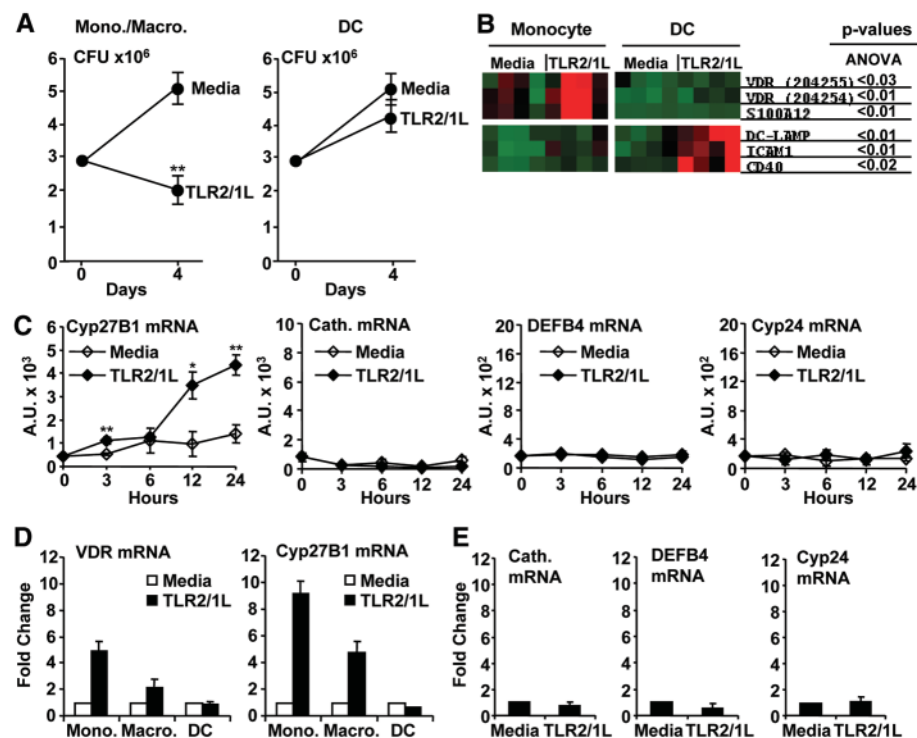 A
Mono./Macro.
DC
CFU x10⁶
6
5
4
3
2
1
0
Media
**
TLR2/1L
0 4
Days
CFU x10⁶
6
5
4
3
2
1
0
Media
TLR2/1L
0 4
Days
B
Monocyte DC p-values
Media |TLR2/1L Media |TLR2/1L ANOVA
VDR (204255) <0.03
VDR (204254) <0.01
S100A12 <0.01
DC-LAMP <0.01
ICAM1 <0.01
CD40 <0.02
C
Cyp27B1 mRNA
A.U. x 10³
6
5
4
3
2
1
0
Media
TLR2/1L
**
*
**
0 3 6 12 24
Hours
Cath. mRNA
A.U. x 10³
10
8
6
4
2
0
Media
TLR2/1L
0 3 6 12 24
Hours
DEFB4 mRNA
A.U. x 10²
20
16
12
8
4
0
Media
TLR2/1L
0 3 6 12 24
Hours
Cyp24 mRNA
A.U. x 10²
20
16
12
8
4
0
Media
TLR2/1L
0 3 6 12 24
Hours
D
VDR mRNA
Fold Change
12
10
8
6
4
2
0
Media
TLR2/1L
Mono. Macro. DC
Cyp27B1 mRNA
12
10
8
6
4
2
0
Media
TLR2/1L
Mono. Macro. DC
E
Cath.
mRNA
Fold Change
12
10
8
6
4
2
0
Media TLR2/1L
DEFB4
mRNA
12
10
8
6
4
2
0
Media TLR2/1L
Cyp24
mRNA
12
10
8
6
4
2
0
Media TLR2/1L